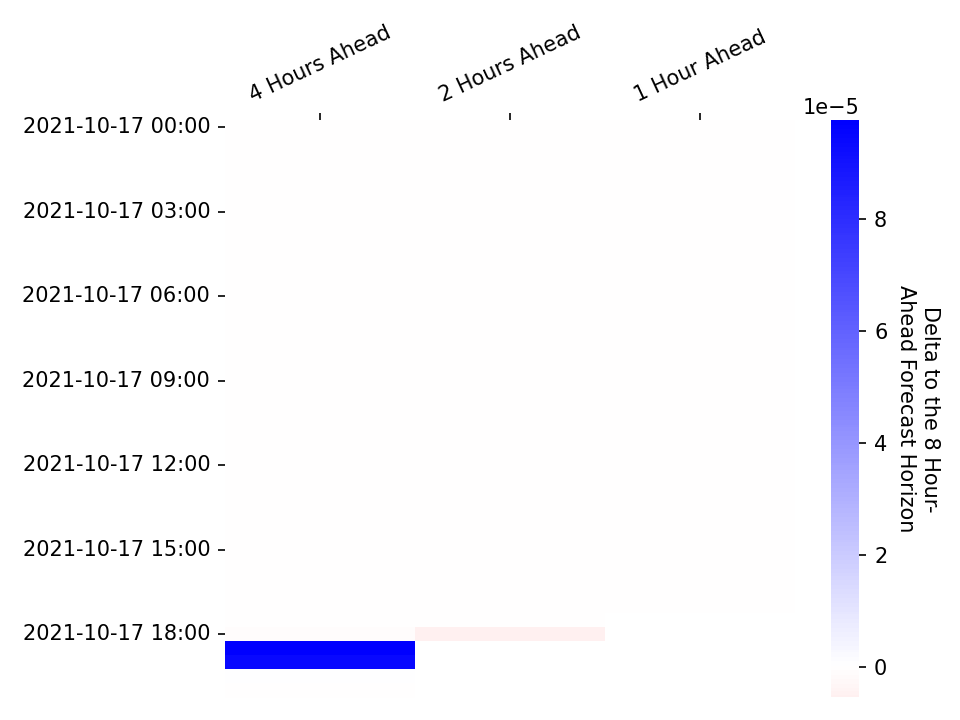 4 Hours Ahead
2 Hours Ahead
1 Hour Ahead
1e−5
2021-10-17 00:00
2021-10-17 03:00
2021-10-17 06:00
2021-10-17 09:00
2021-10-17 12:00
2021-10-17 15:00
2021-10-17 18:00
8
6
4
2
0
Delta to the 8 Hour-
Ahead Forecast Horizon